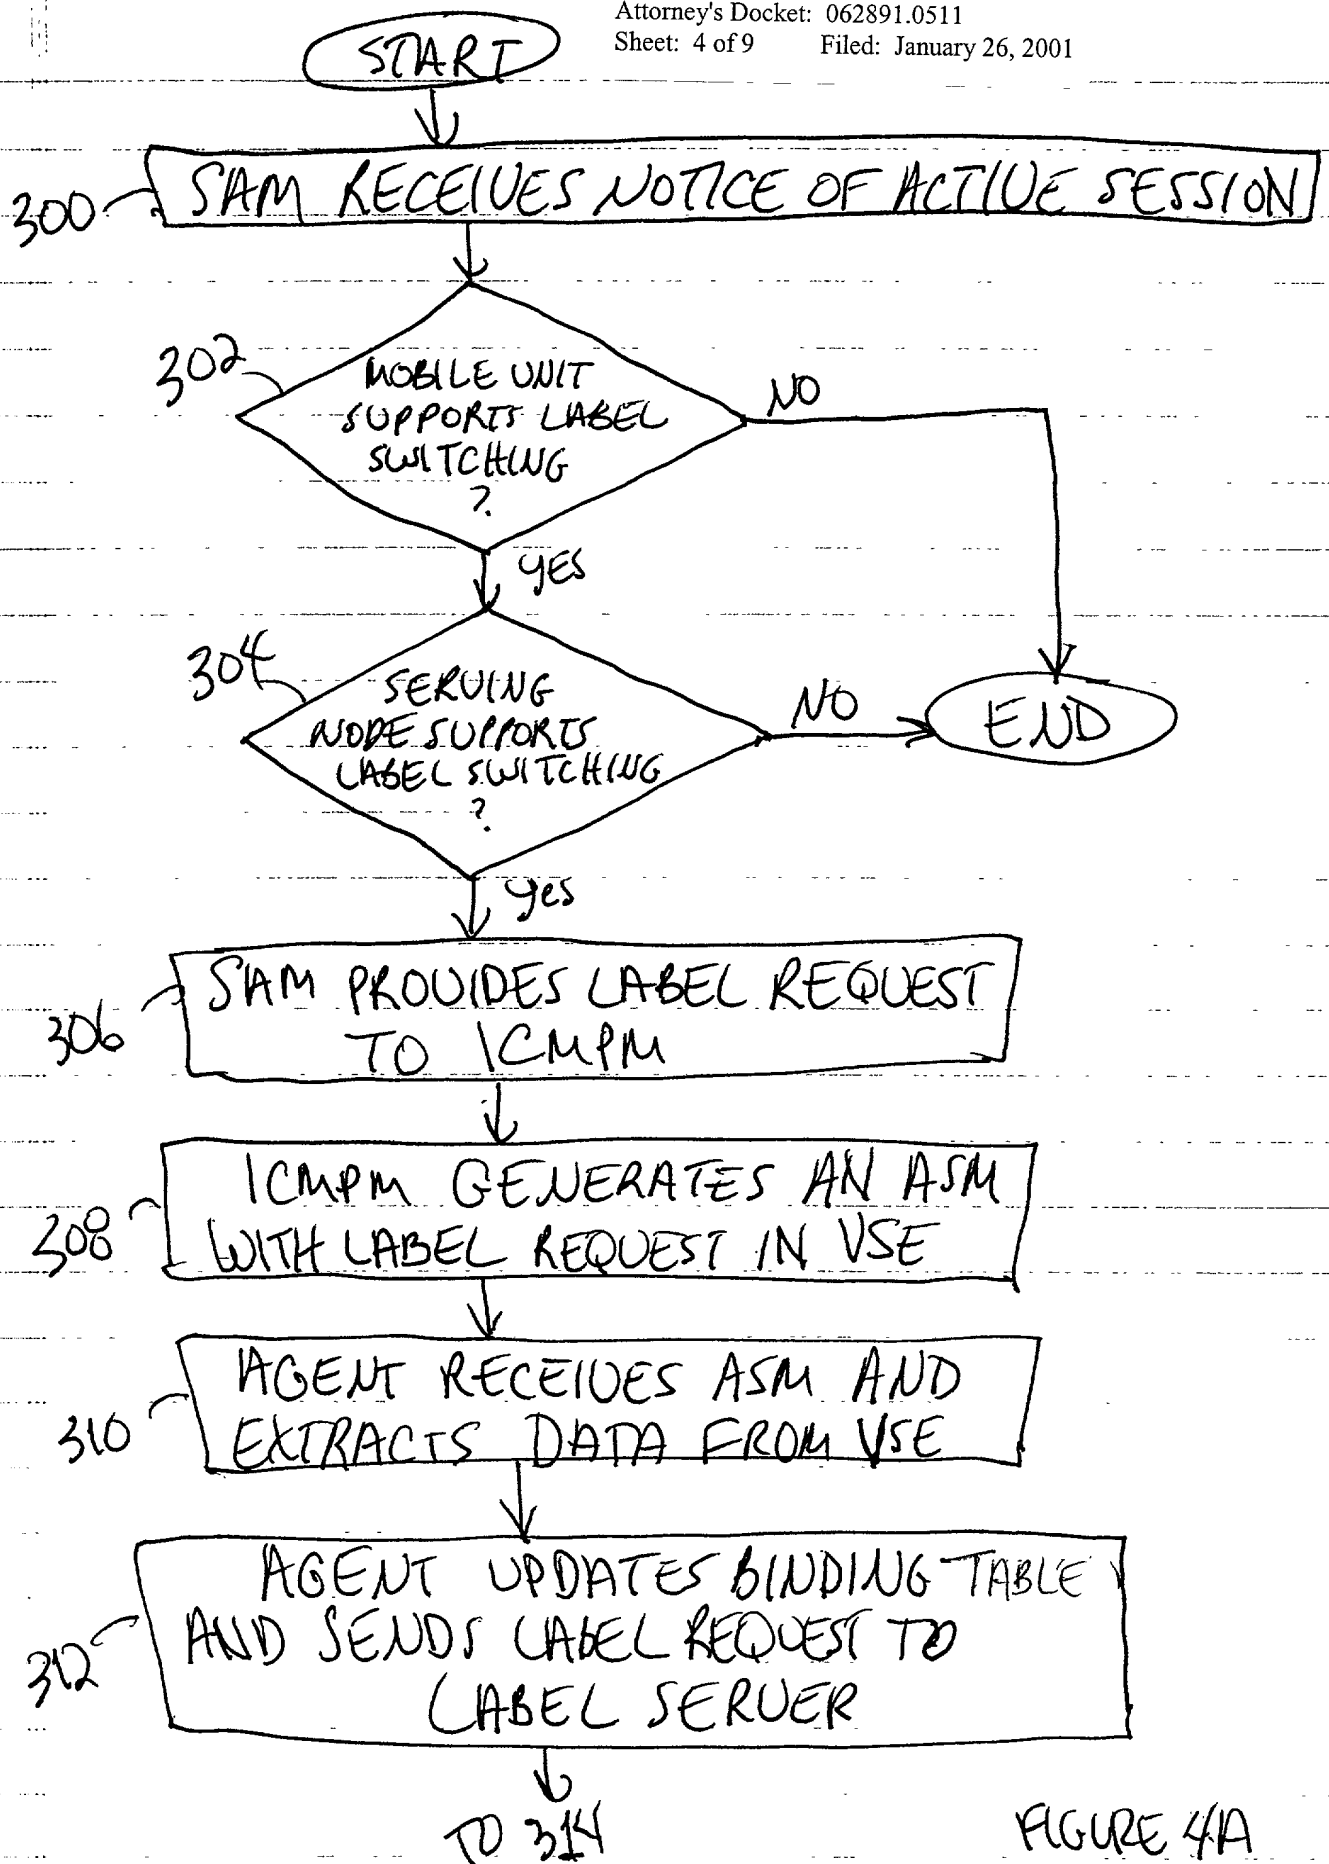 Attorney's Docket: 062891.0511
Sheet: 4 of 9 Filed: January 26, 2001
START
300
SAM RECEIVES NOTICE OF ACTIVE SESSION
302
MOBILE UNIT
SUPPORTS LABEL
SWITCHING
?
NO
YES
304
SERVING
NODE SUPPORTS
LABEL SWITCHING
?
NO
END
yes
306
SAM PROVIDES LABEL REQUEST
TO ICMPM
308
ICMPM GENERATES AN ASM
WITH LABEL REQUEST IN VSE
310
AGENT RECEIVES ASM AND
EXTRACTS DATA FROM VSE
312
AGENT UPDATES BINDING TABLE
AND SENDS LABEL REQUEST TO
LABEL SERVER
TO 314
FIGURE 4A